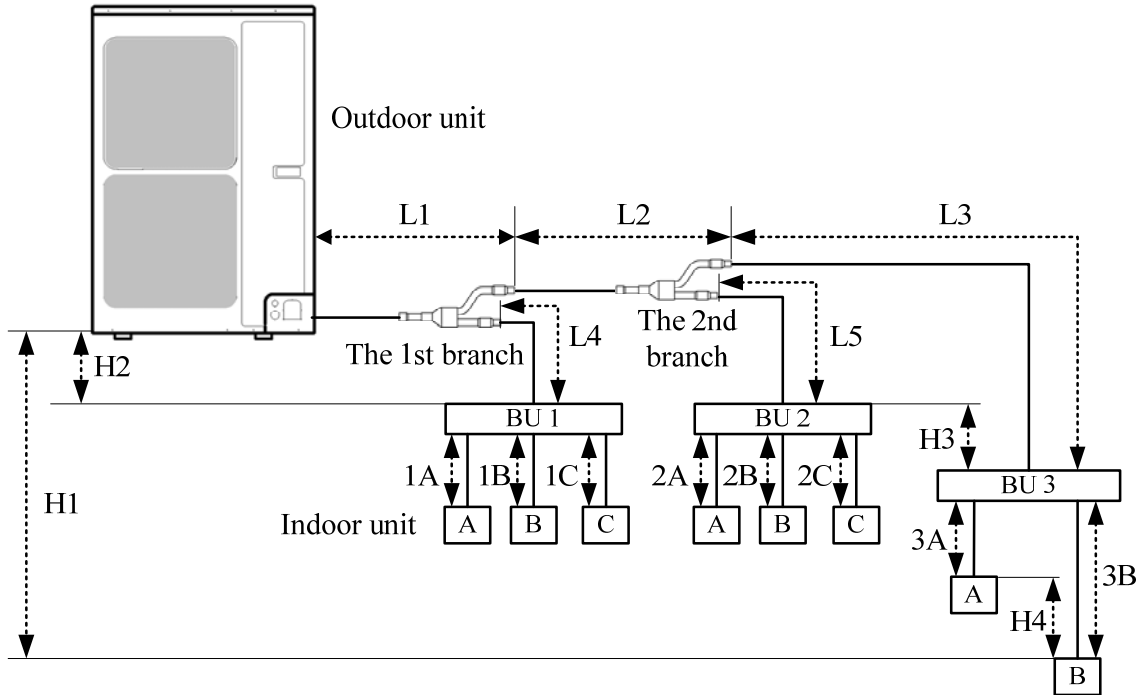 Outdoor unit
L1
L2
L3
The 1st branch
L4
The 2nd
branch
L5
H2
BU 1
BU 2
H3
BU 3
H1
1A
1B
1C
2A
2B
2C
Indoor unit
A
B
C
A
B
C
3A
3B
A
H4
B